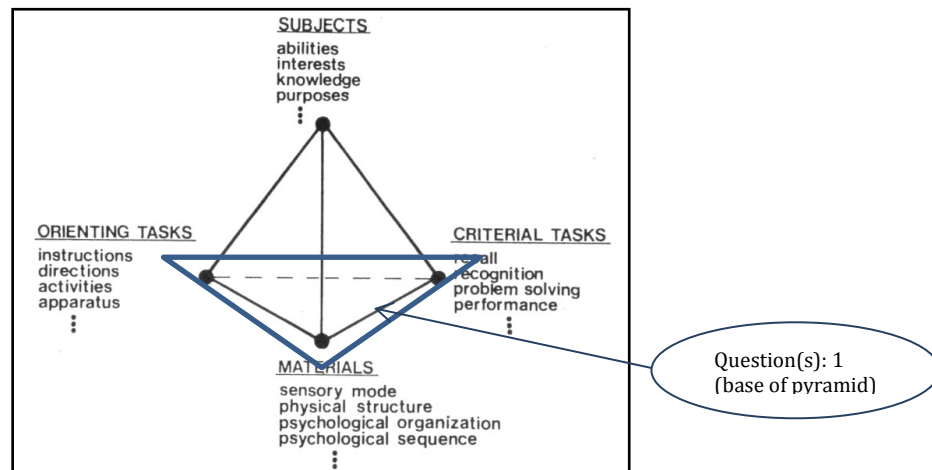 SUBJECTS
abilities
interests
knowledge
purposes
ORIENTING TASKS
instructions
directions
activities
apparatus
CRITERIAL TASKS
recall
recognition
problem solving
performance
MATERIALS
sensory mode
physical structure
psychological organization
psychological sequence
Question(s): 1
(base of pyramid)